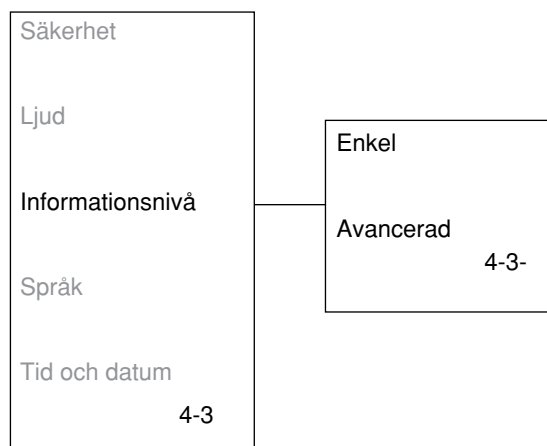 Säkerhet
Ljud
Informationsnivå
Språk
Tid och datum
4-3
Enkel
Avancerad
4-3-